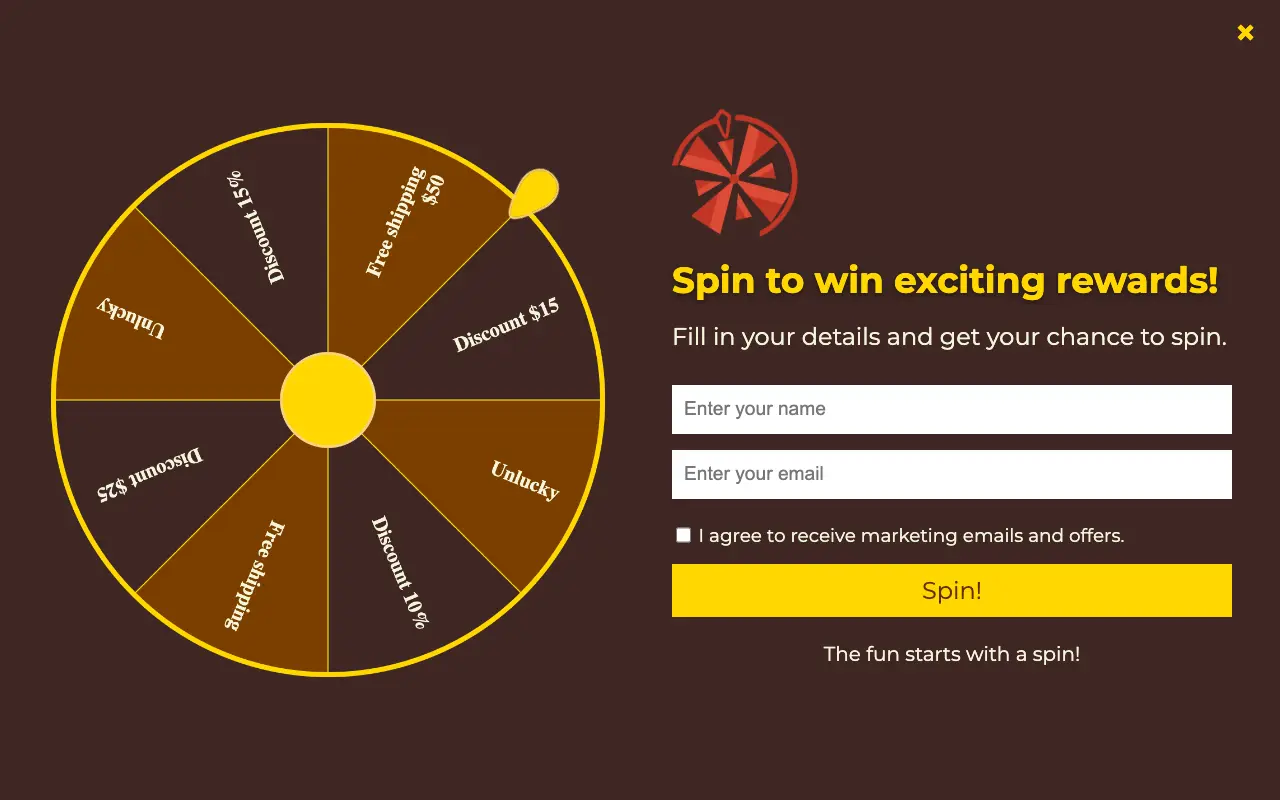 Free shipping
$50
Discount $15
Unlucky
Discount 10%
Free shipping
Discount $25
Unlucky
Discount 15%
Spin to win exciting rewards!
Fill in your details and get your chance to spin.
Enter your name
Enter your email
I agree to receive marketing emails and offers.
Spin!
The fun starts with a spin!